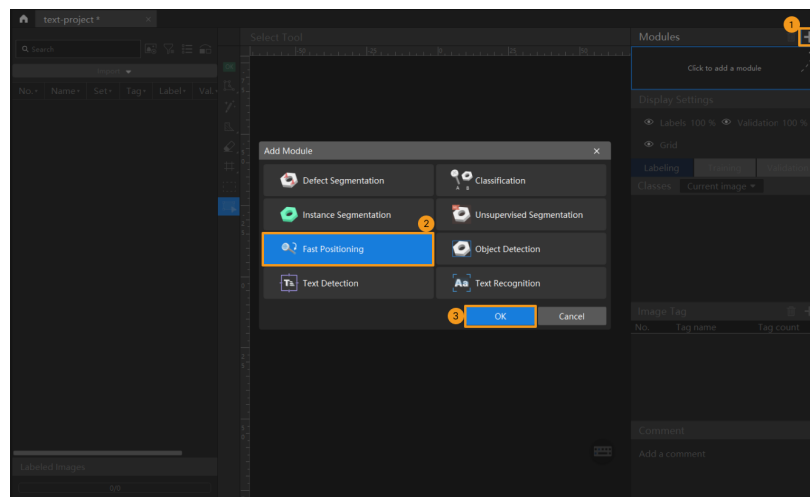 text-project *
Search
Import
No. Name Set Tag Label Val.
Labeled Images
0/0
Select Tool
OK
Add Module
Defect Segmentation
Classification
Instance Segmentation
2
Unsupervised Segmentation
Fast Positioning
Object Detection
Text Detection
Text Recognition
3
OK
Cancel
1
Modules
Click to add a module
Display Settings
Labels 100 % Validation 100 %
Grid
Labeling
Classes Current image
Image Tag
No. Tag name Tag count
Comment
Add a comment